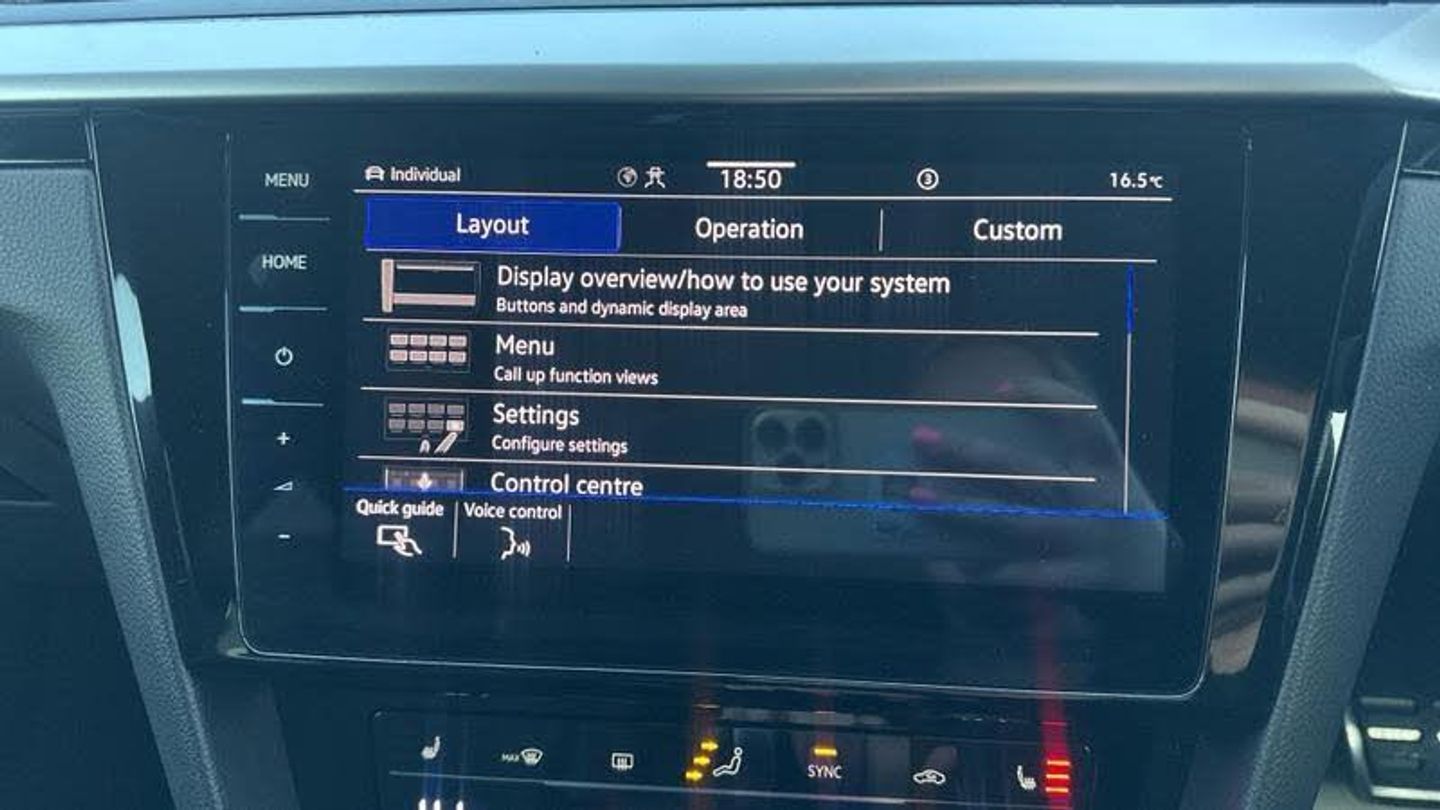 MENU
Individual
18:50
3
16.5°C
Layout
Operation
Custom
HOME
Display overview/how to use your system
Buttons and dynamic display area
Menu
Call up function views
Settings
Configure settings
+
Control centre
Quick guide
Voice control
-
MAX
SYNC